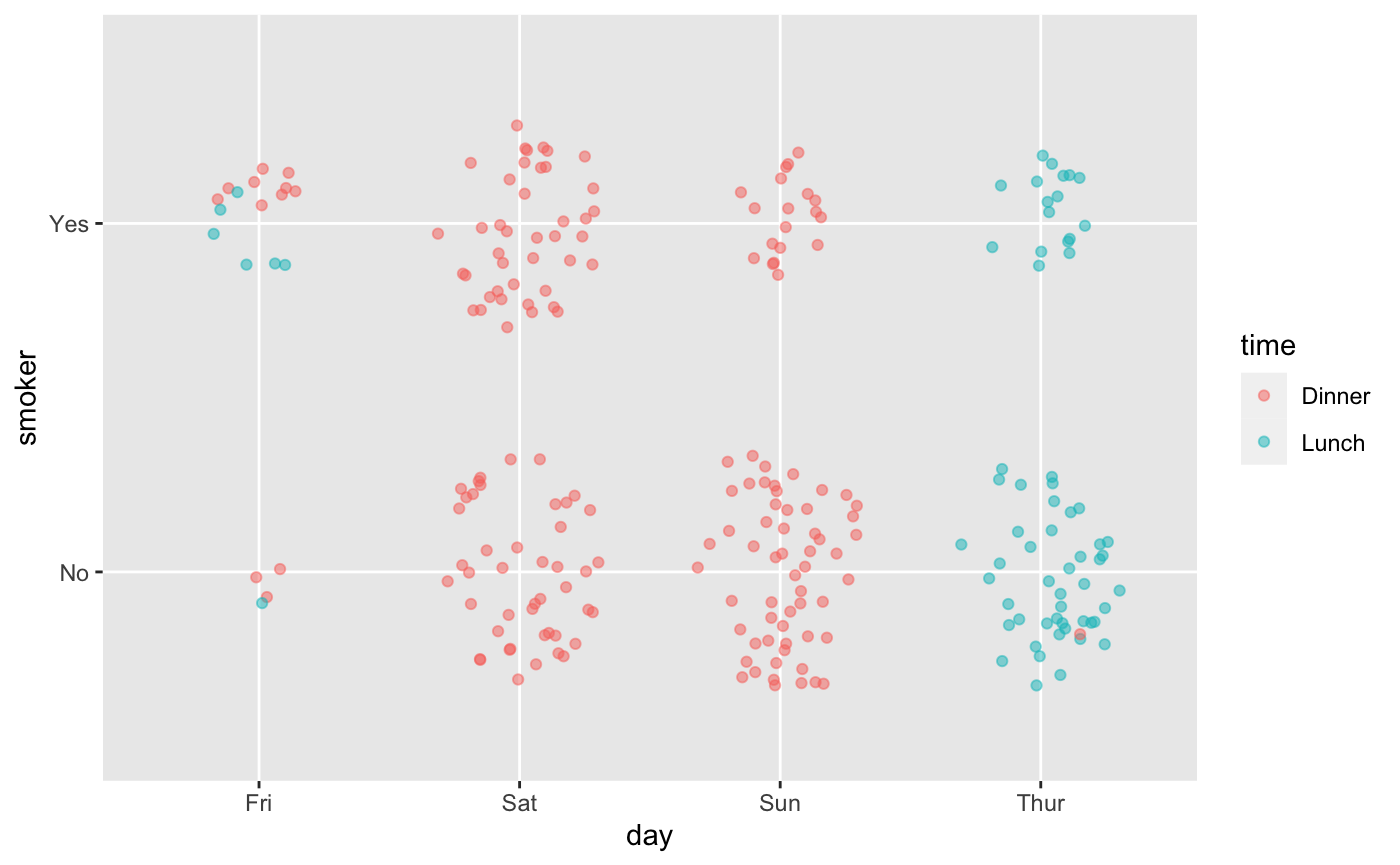 Yes
No
smoker
Fri
Sat
Sun
Thur
day
time
Dinner
Lunch